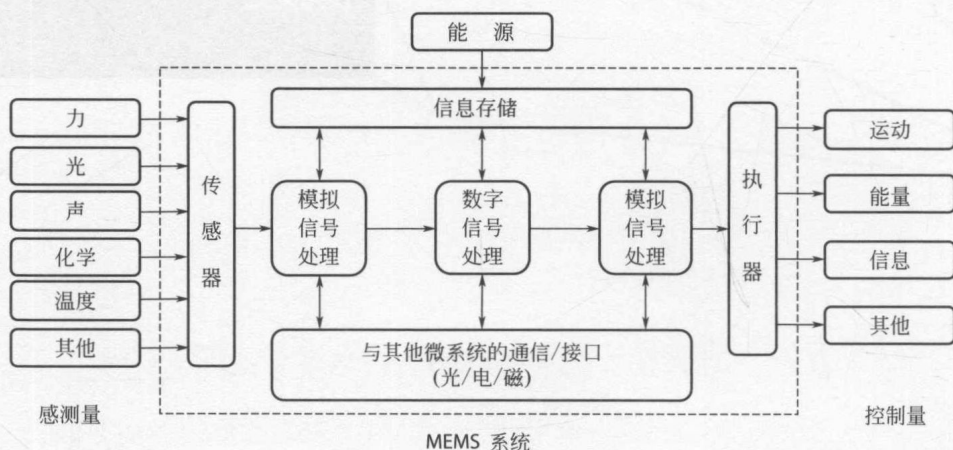 能 源
信息存储
力
光
声
化学
温度
其他
感测量
传
感
器
模拟
信号
处理
数字
信号
处理
模拟
信号
处理
与其他微系统的通信/接口
(光/电/磁)
执
行
器
运动
能量
信息
其他
控制量
MEMS 系统